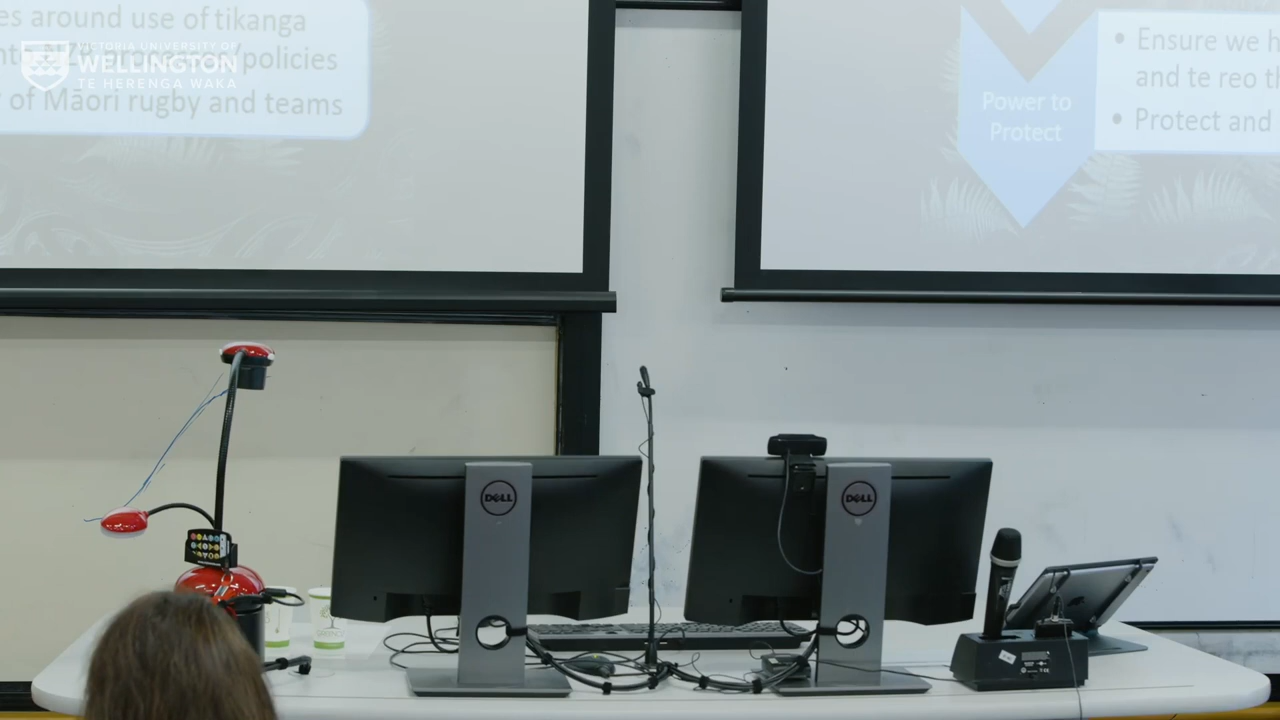 es around use of tikanga
processes/policies
of Māori rugby and teams
VICTORIA UNIVERSITY OF
WELLINGTON
TE HERENGA WAKA
Power to
Protect
• Ensure we h
and te reo th
• Protect and
DELL
DELL